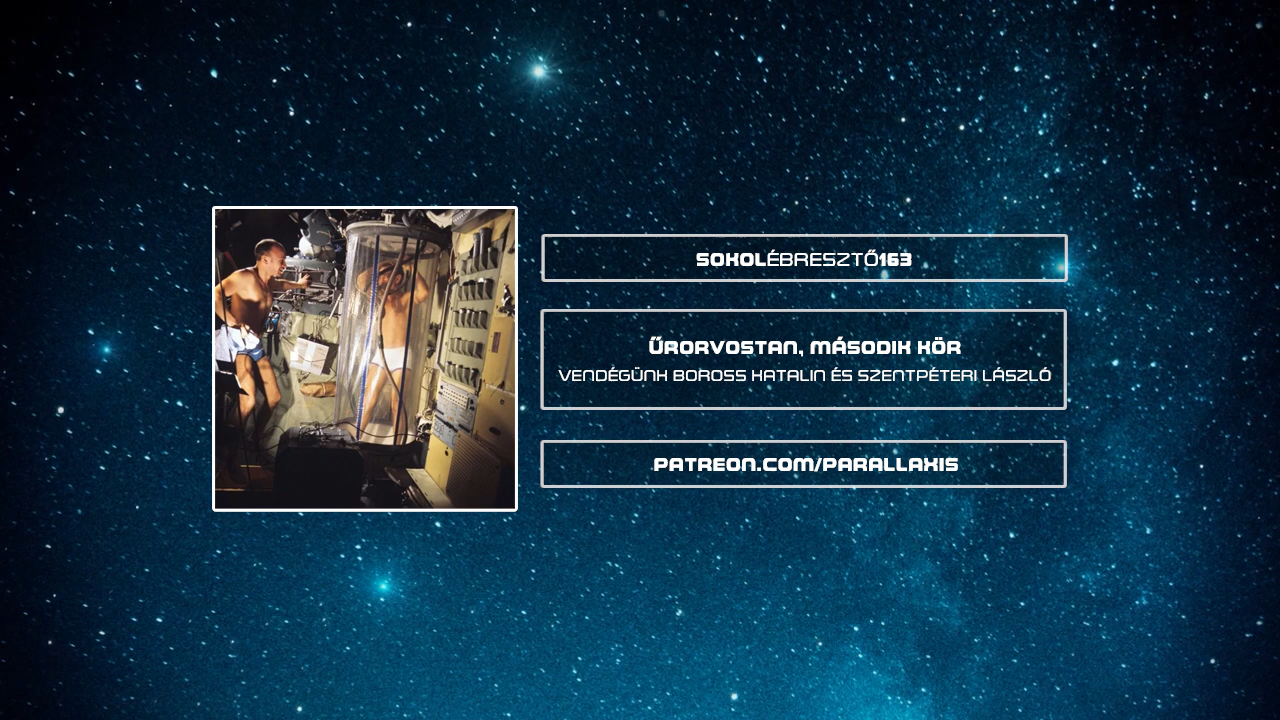 SOKOLÉBRESZTŐ163
ŰRORVOSTAN, MÁSODIK KÖR
VENDÉGÜNK BOROSS KATALIN ÉS SZENTPÉTERI LÁSZLÓ
PATREON.COM/PARALLAXIS